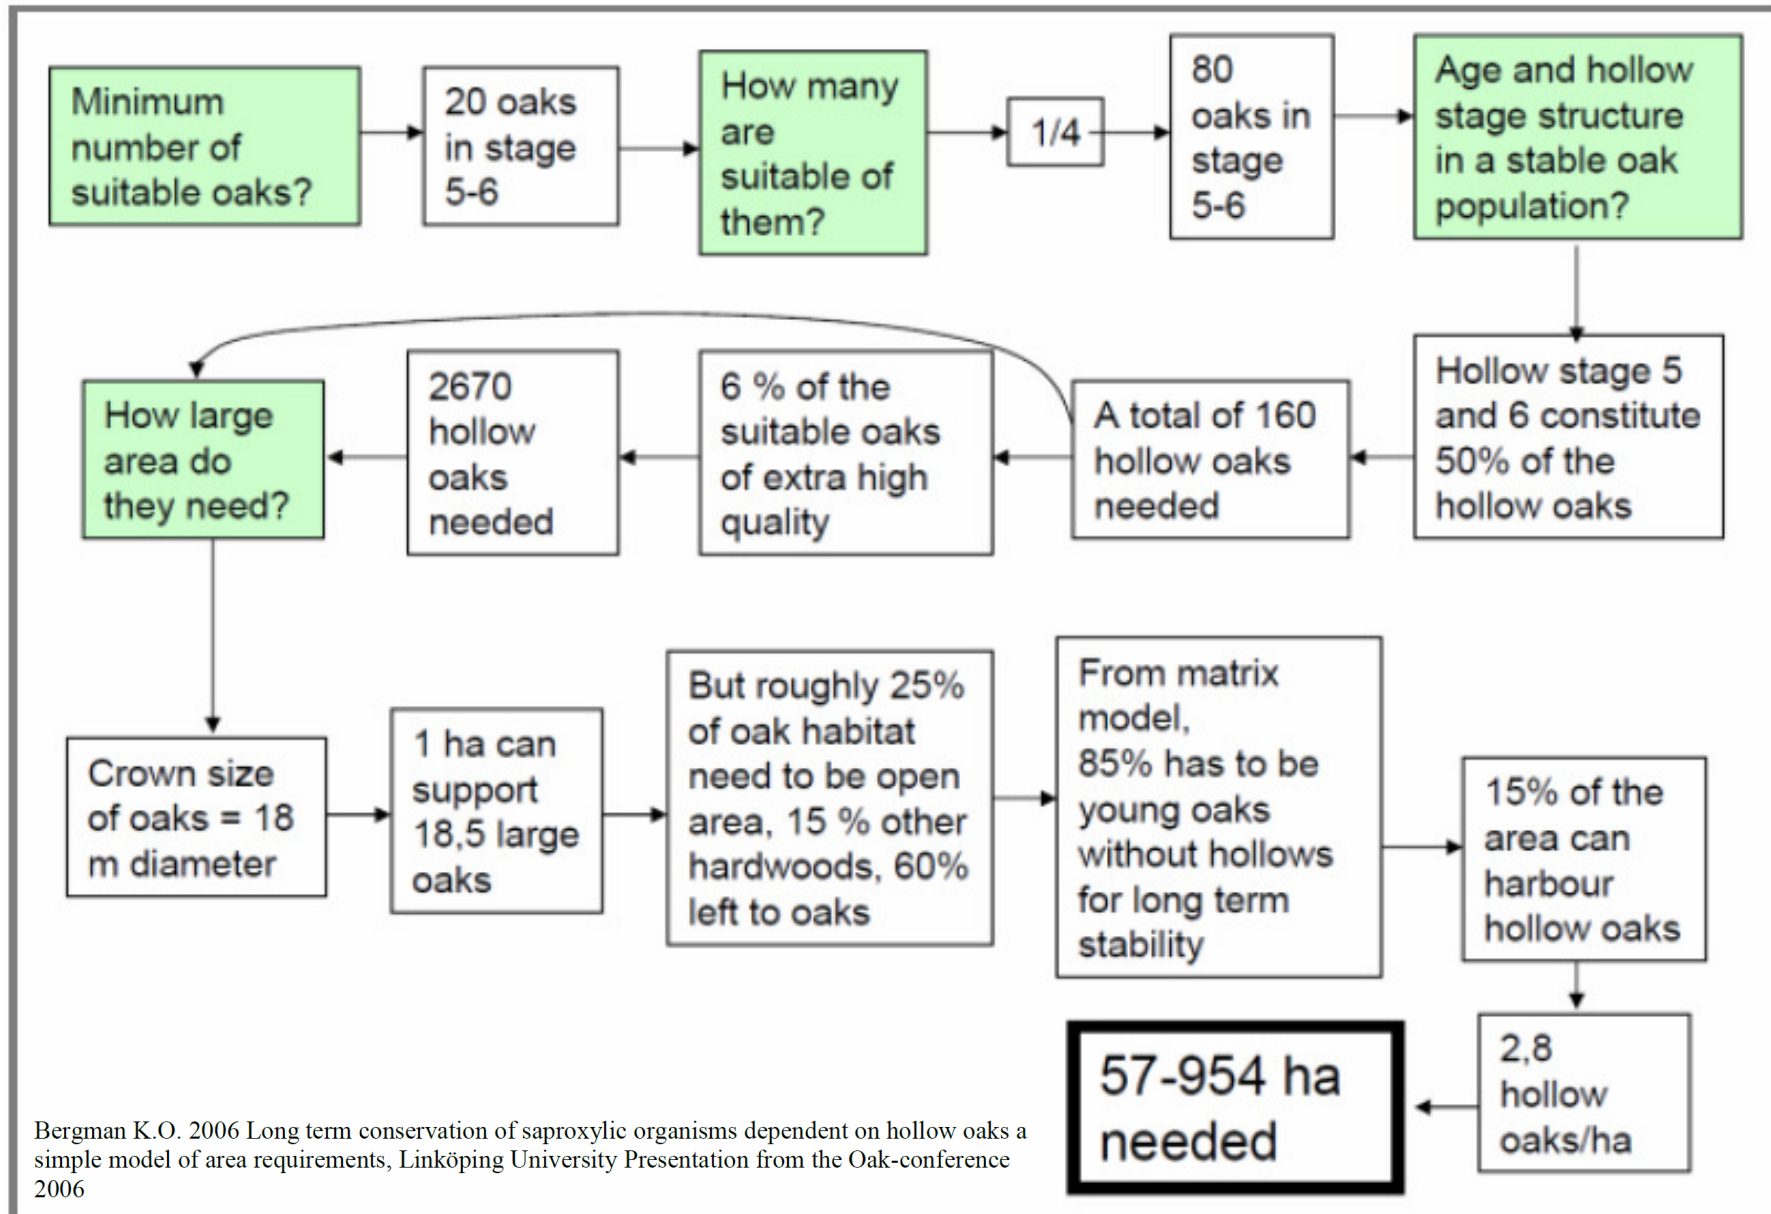 Minimum
number of
suitable oaks?
20 oaks
in stage
5-6
How many
are
suitable of
them?
1/4
80
oaks in
stage
5-6
Age and hollow
stage structure
in a stable oak
population?
Hollow stage 5
and 6 constitute
50% of the
hollow oaks
A total of 160
hollow oaks
needed
6 % of the
suitable oaks
of extra high
quality
2670
hollow
oaks
needed
How large
area do
they need?
Crown size
of oaks = 18
m diameter
1 ha can
support
18,5 large
oaks
But roughly 25%
of oak habitat
need to be open
area, 15 % other
hardwoods, 60%
left to oaks
From matrix
model,
85% has to be
young oaks
without hollows
for long term
stability
15% of the
area can
harbour
hollow oaks
2,8
hollow
oaks/ha
57-954 ha
needed
Bergman K.O. 2006 Long term conservation of saproxylic organisms dependent on hollow oaks a
simple model of area requirements, Linköping University Presentation from the Oak-conference
2006